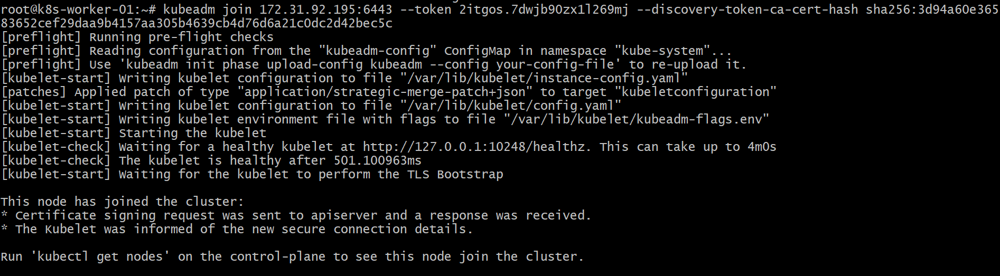 root@k8s-worker-01:~# kubeadm join 172.31.92.195:6443 --token 2itgos.7dwjb90zx1l269mj --discovery-token-ca-cert-hash sha256:3d94a60e365
83652cef29daa9b4157aa305b4639cb4d76d6a21c0dc2d42bec5c
[preflight] Running pre-flight checks
[preflight] Reading configuration from the "kubeadm-config" ConfigMap in namespace "kube-system"...
[preflight] Use 'kubeadm init phase upload-config kubeadm --config your-config-file' to re-upload it.
[kubelet-start] Writing kubelet configuration to file "/var/lib/kubelet/instance-config.yaml"
[patches] Applied patch of type "application/strategic-merge-patch+json" to target "kubeletconfiguration"
[kubelet-start] Writing kubelet configuration to file "/var/lib/kubelet/config.yaml"
[kubelet-start] Writing kubelet environment file with flags to file "/var/lib/kubelet/kubeadm-flags.env"
[kubelet-start] Starting the kubelet
[kubelet-check] Waiting for a healthy kubelet at http://127.0.0.1:10248/healthz. This can take up to 4m0s
[kubelet-check] The kubelet is healthy after 501.100963ms
[kubelet-start] Waiting for the kubelet to perform the TLS Bootstrap

This node has joined the cluster:
* Certificate signing request was sent to apiserver and a response was received.
* The Kubelet was informed of the new secure connection details.

Run 'kubectl get nodes' on the control-plane to see this node join the cluster.